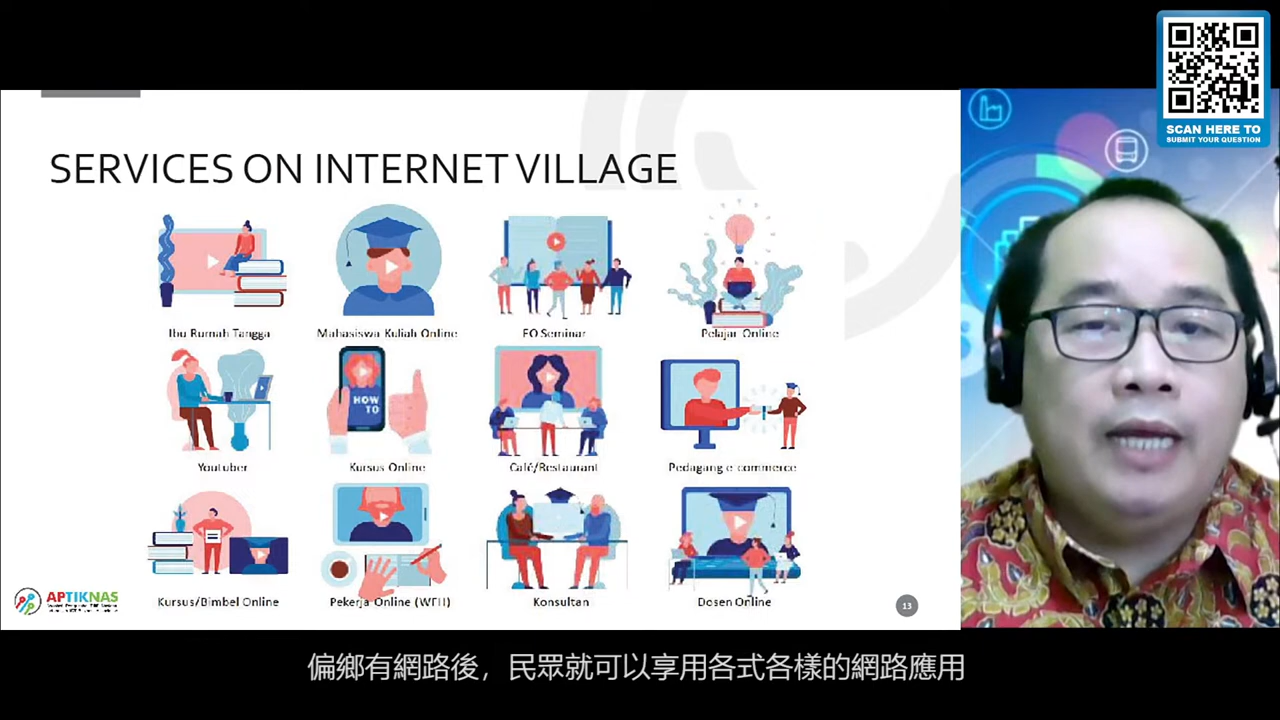 SCAN HERE TO
SUBMIT YOUR QUESTION
SERVICES ON INTERNET VILLAGE
Ibu Rumah Tangga
Mahasiswa Kuliah Online
EO Seminar
Pelajar Online
HOW
TO
Youtuber
Kursus Online
Café/Restaurant
Pedagang e-commerce
Kursus/Bimbel Online
Pekerja Online (WFH)
Konsultan
Dosen Online
APTIKNAS
13
偏鄉有網路後，民眾就可以享用各式各樣的網路應用